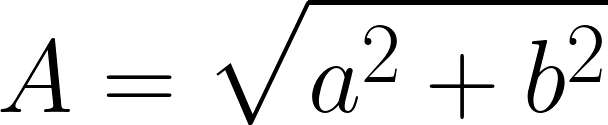 A = √(a² + b²)